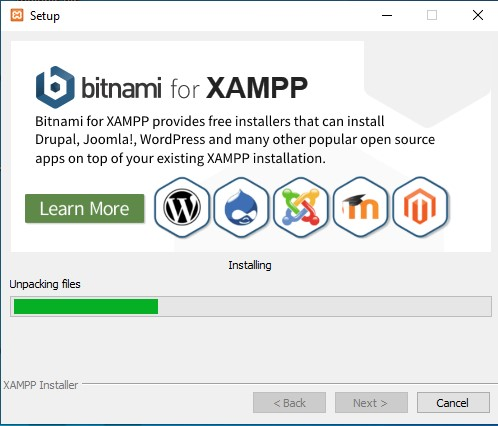 Setup
bitnami for XAMPP
Bitnami for XAMPP provides free installers that can install
Drupal, Joomla!, WordPress and many other popular open source
apps on top of your existing XAMPP installation.
Learn More
Installing
Unpacking files
XAMPP Installer
< Back
Next >
Cancel